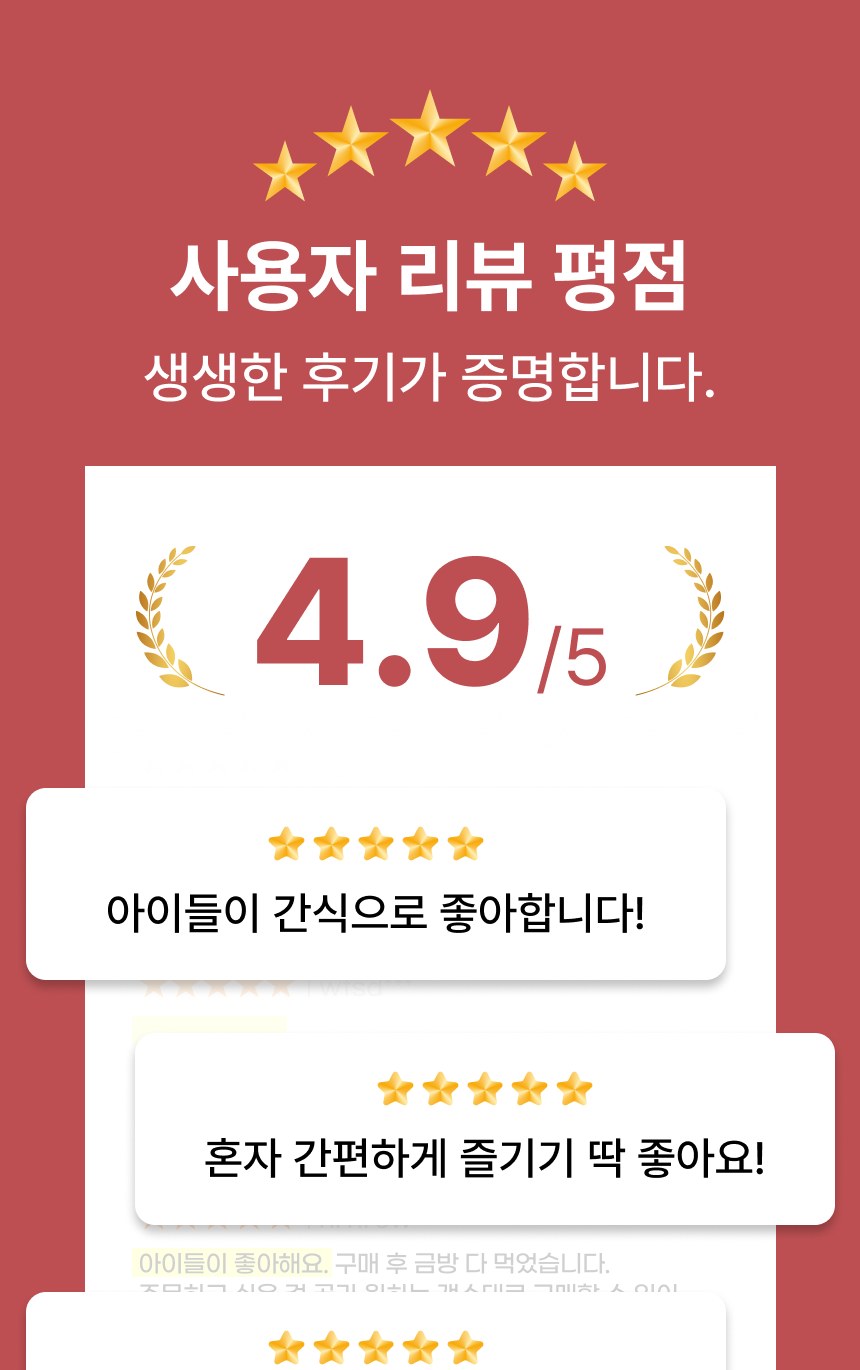 사용자 리뷰 평점
생생한 후기가 증명합니다.
4.9/5
아이들이 간식으로 좋아합니다!
혼자 간편하게 즐기기 딱 좋아요!
아이들이 좋아해요. 구매 후 금방 다 먹었습니다.